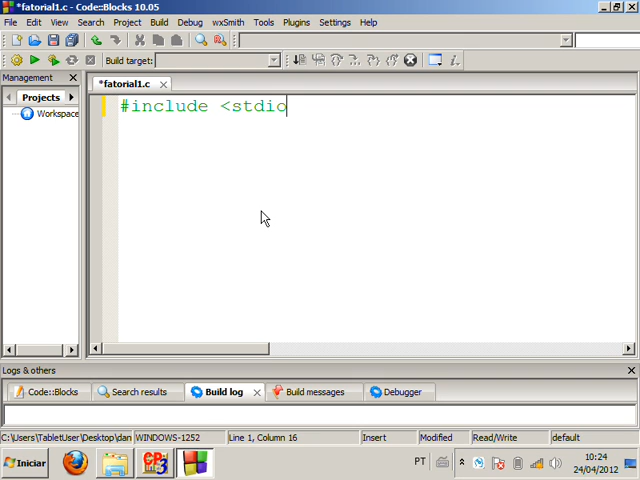 *fatorial1.c - Code::Blocks 10.05
File Edit View Search Project Build Debug wxSmith Tools Plugins Settings Help
Build target:
Management
*fatorial1.c
Projects
Workspace
#include <stdio
Logs & others
Code::Blocks Search results Build log Build messages Debugger
C:\Users\TabletUser\Desktop\dan WINDOWS-1252 Line 1, Column 16 Insert Modified Read/Write default
Iniciar
PT
10:24
24/04/2012